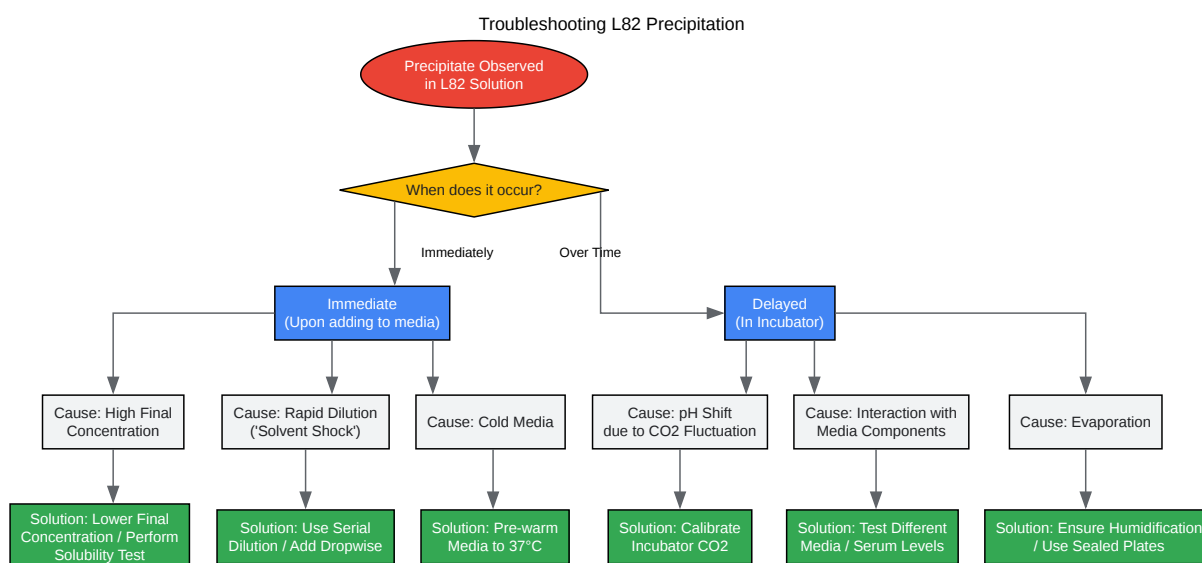 Troubleshooting L82 Precipitation
Precipitate Observed
in L82 Solution
When does it occur?
Immediately
Over Time
Immediate
(Upon adding to media)
Delayed
(In Incubator)
Cause: High Final
Concentration
Cause: Rapid Dilution
('Solvent Shock')
Cause: Cold Media
Cause: pH Shift
due to CO2 Fluctuation
Cause: Interaction with
Media Components
Cause: Evaporation
Solution: Lower Final
Concentration / Perform
Solubility Test
Solution: Use Serial
Dilution / Add Dropwise
Solution: Pre-warm
Media to 37°C
Solution: Calibrate
Incubator CO2
Solution: Test Different
Media / Serum Levels
Solution: Ensure Humidification
/ Use Sealed Plates